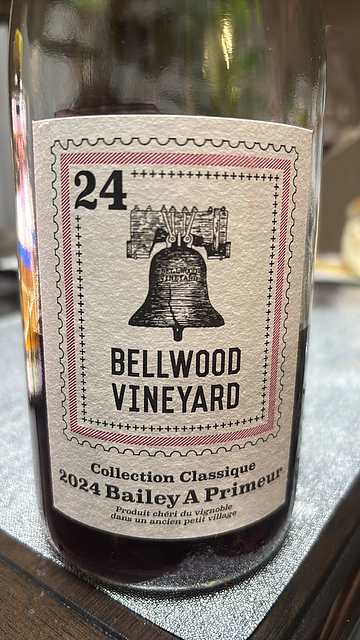 24
BELLWOOD
VINEYARD
Collection Classique
2024 Bailey A Primeur
Produit chéri du vignoble
dans un ancien petit village